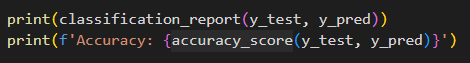 print(classification_report(y_test, y_pred))
print(f'Accuracy: {accuracy_score(y_test, y_pred)}')